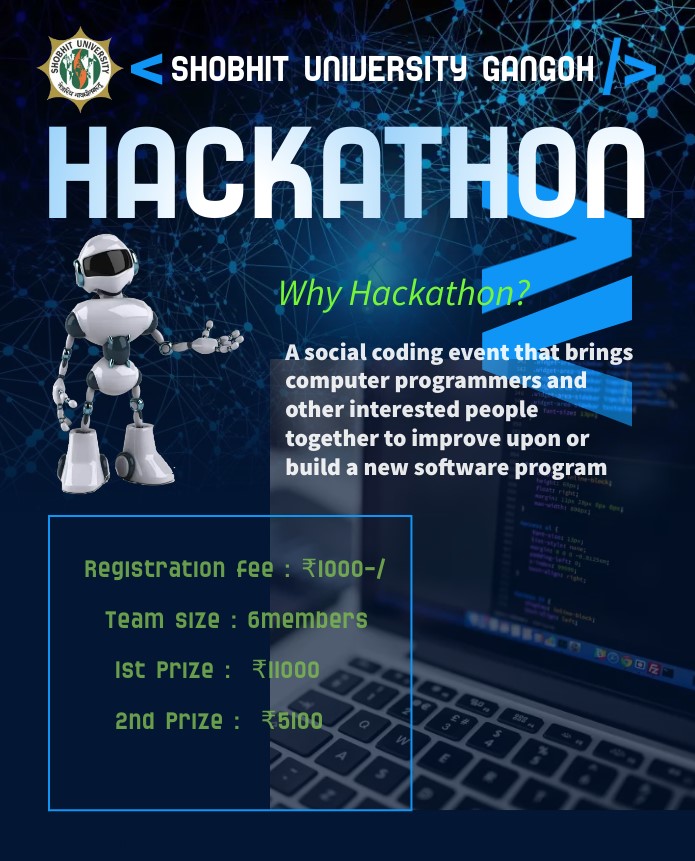 SHOBHIT UNIVERSITY
< SHOBHIT UNIVERSITY GANGOH />
HACKATHON
Why Hackathon?
A social coding event that brings
computer programmers and
other interested people
together to improve upon or
build a new software program
Registration fee : ₹1000-/
Team size : 6members
1st Prize : ₹11000
2nd Prize : ₹5100